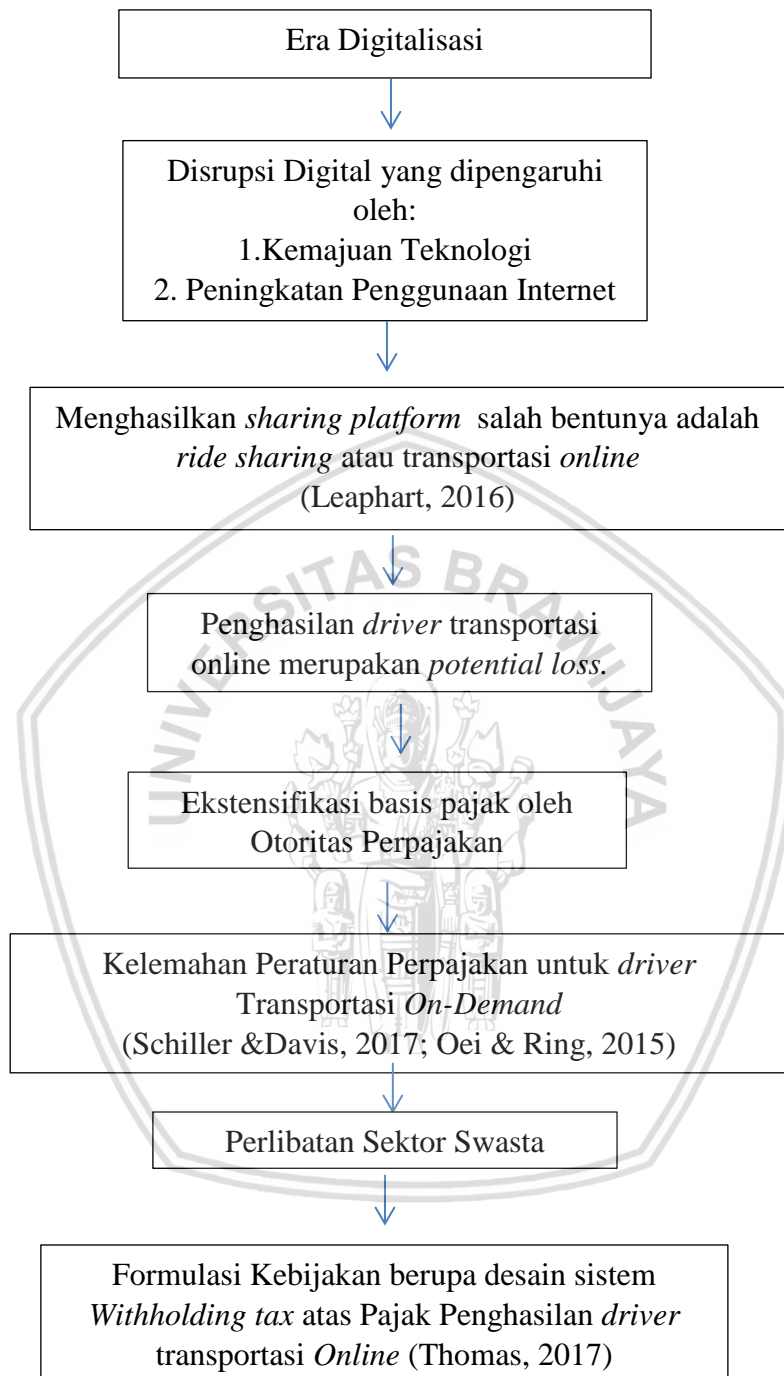 Era Digitalisasi
Disrupsi Digital yang dipengaruhi
oleh:
1.Kemajuan Teknologi
2. Peningkatan Penggunaan Internet
Menghasilkan sharing platform salah bentunya adalah
ride sharing atau transportasi online
(Leaphart, 2016)
UNIVERSITAS BRAWIJAYA
Penghasilan driver transportasi
online merupakan potential loss.
Ekstensifikasi basis pajak oleh
Otoritas Perpajakan
Kelemahan Peraturan Perpajakan untuk driver
Transportasi On-Demand
(Schiller &Davis, 2017; Oei & Ring, 2015)
Perlibatan Sektor Swasta
Formulasi Kebijakan berupa desain sistem
Withholding tax atas Pajak Penghasilan driver
transportasi Online (Thomas, 2017)